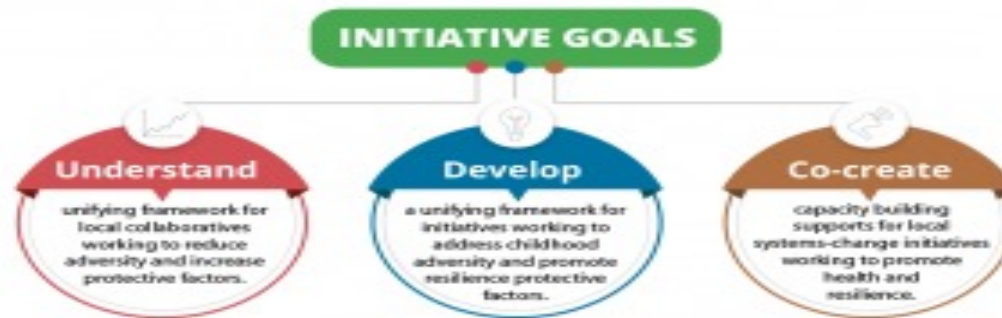 INITIATIVE GOALS
Understand
unifying framework for
local collaboratives
working to reduce
adversity and increase
protective factors.
Develop
a unifying framework for
initiatives working to
address childhood
adversity and promote
resilience protective
factors.
Co-create
capacity building
supports for local
systems-change initiatives
working to promote
health and
resilience.